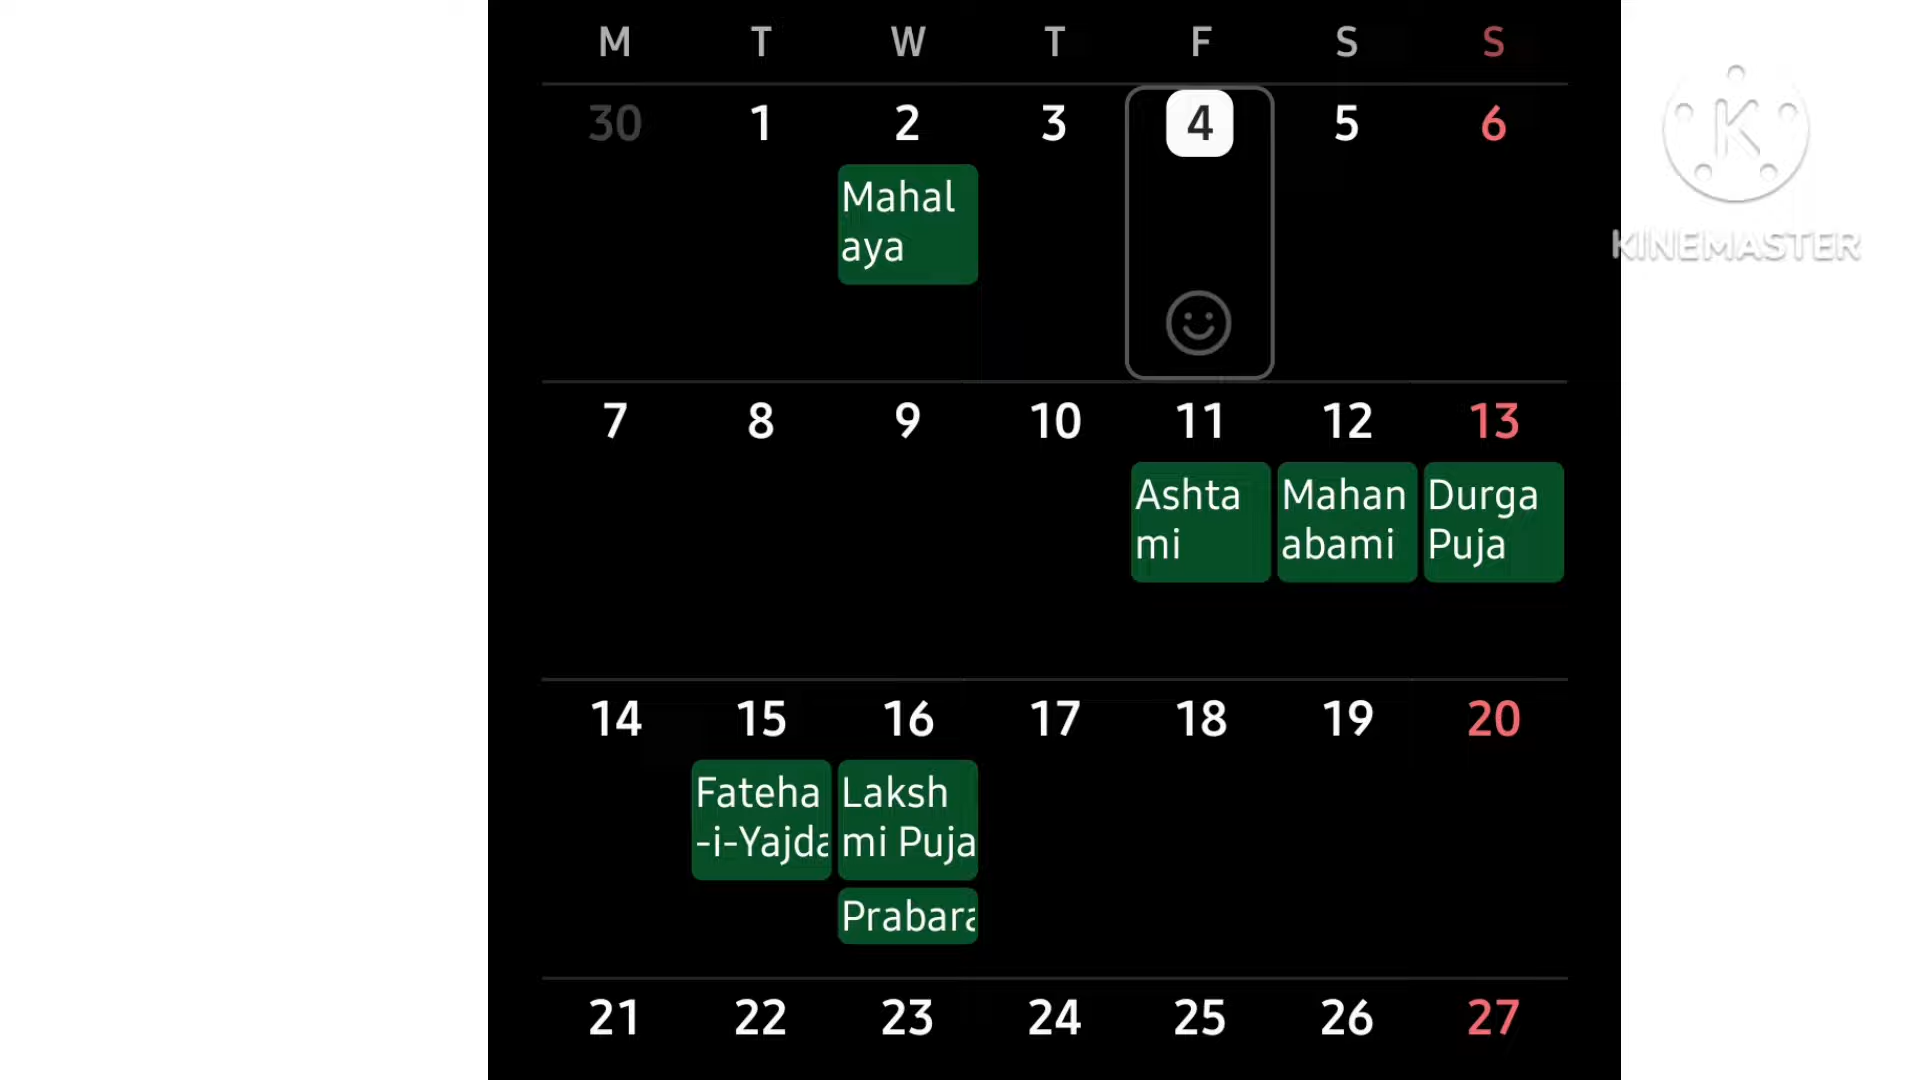 M T W T F S S
30 1 2 3 4 5 6
Mahal
aya
7 8 9 10 11 12 13
Ashta
mi
Mahan
abami
Durga
Puja
14 15 16 17 18 19 20
Fateha
-i-Yajda
Laksh
mi Puja
Prabara
21 22 23 24 25 26 27
K
KINEMASTER